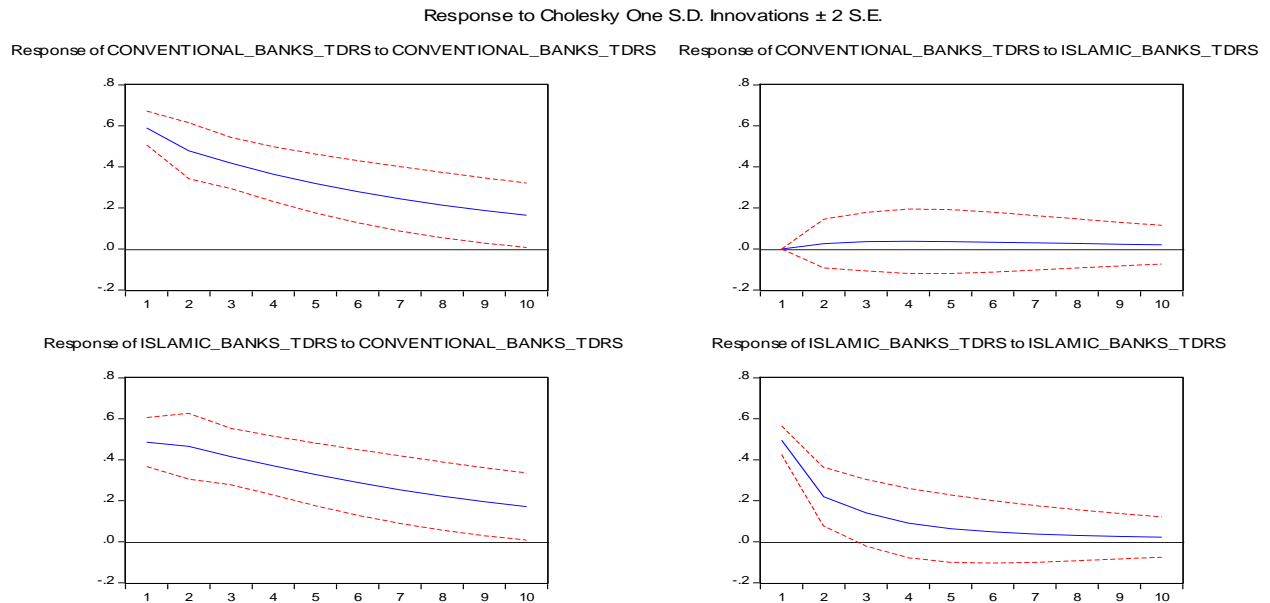 Response to Cholesky One S.D. Innovations ± 2 S.E.
Response of CONVENTIONAL_BANKS_TDRS to CONVENTIONAL_BANKS_TDRS
.8
.6
.4
.2
.0
-.2
1 2 3 4 5 6 7 8 9 10
Response of CONVENTIONAL_BANKS_TDRS to ISLAMIC_BANKS_TDRS
.8
.6
.4
.2
.0
-.2
1 2 3 4 5 6 7 8 9 10
Response of ISLAMIC_BANKS_TDRS to CONVENTIONAL_BANKS_TDRS
.8
.6
.4
.2
.0
-.2
1 2 3 4 5 6 7 8 9 10
Response of ISLAMIC_BANKS_TDRS to ISLAMIC_BANKS_TDRS
.8
.6
.4
.2
.0
-.2
1 2 3 4 5 6 7 8 9 10